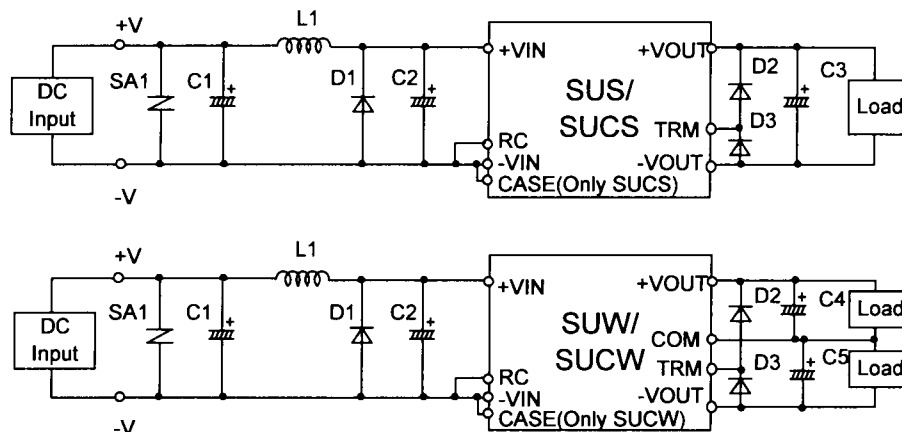 +V
L1
+VIN
+VOUT
DC
Input
SA1
C1
D1
C2
SUS/
SUCS
D2
C3
Load
TRM
D3
RC
-VIN
-VOUT
CASE(Only SUCS)
-V
+V
L1
+VIN
+VOUT
DC
Input
SA1
C1
D1
C2
SUW/
SUCW
D2
C4
Load
COM
TRM
D3
C5
Load
RC
-VIN
-VOUT
CASE(Only SUCW)
-V